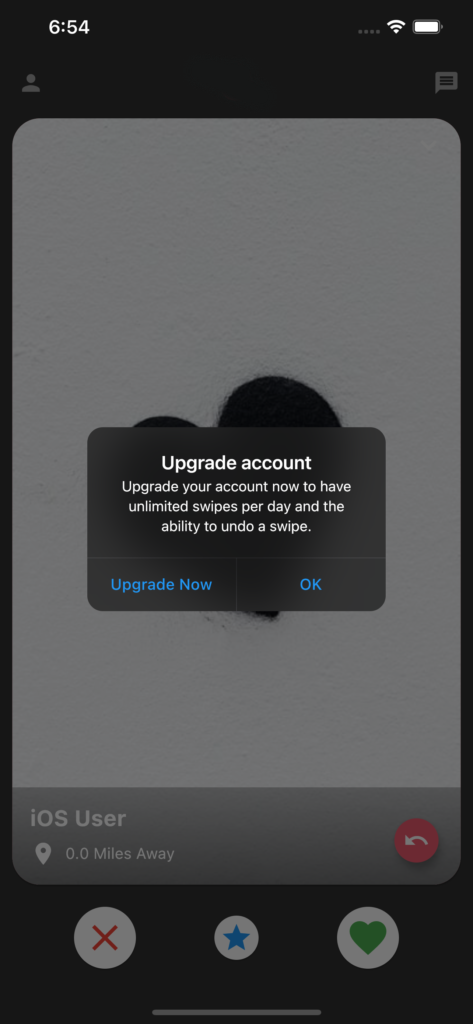 6:54
Upgrade account
Upgrade your account now to have
unlimited swipes per day and the
ability to undo a swipe.
Upgrade Now
OK
iOS User
0.0 Miles Away